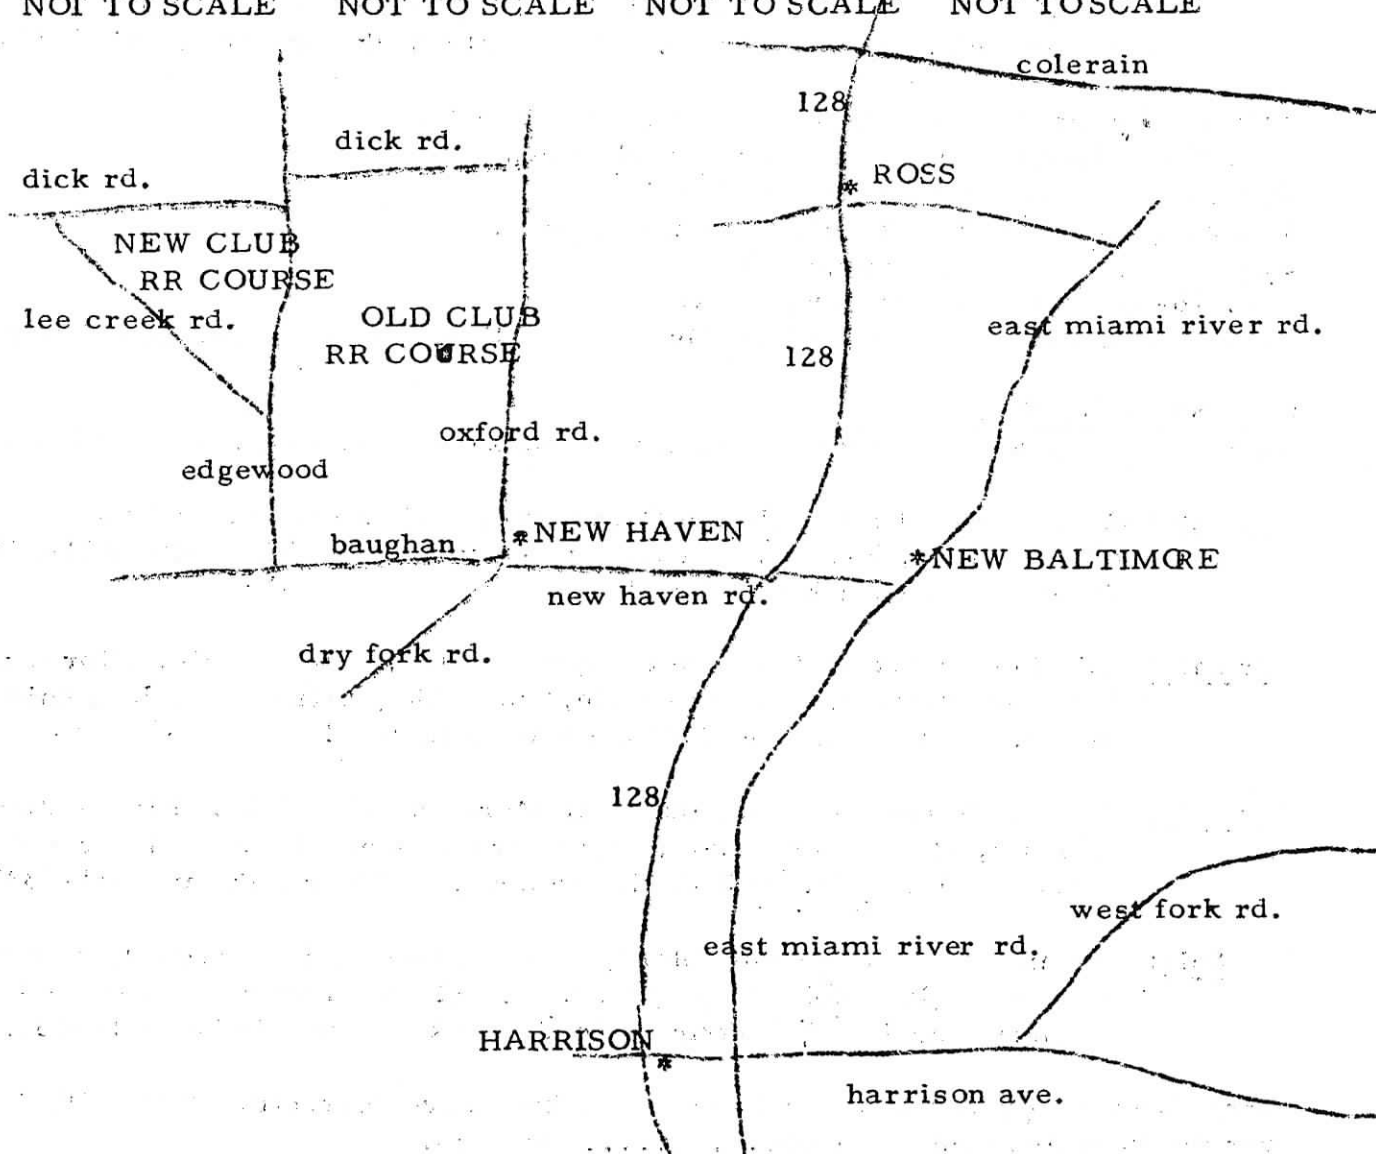 NOT TO SCALE NOT TO SCALE NOT TO SCALE NOT TO SCALE
colerain
128
dick rd.
ROSS
dick rd.
NEW CLUB
RR COURSE
lee creek rd.
OLD CLUB
RR COURSE
east miami river rd.
128
oxford rd.
edgewood
* NEW HAVEN
baughan
* NEW BALTIMORE
new haven rd.
dry fork rd.
128
west fork rd.
east miami river rd.
HARRISON
harrison ave.